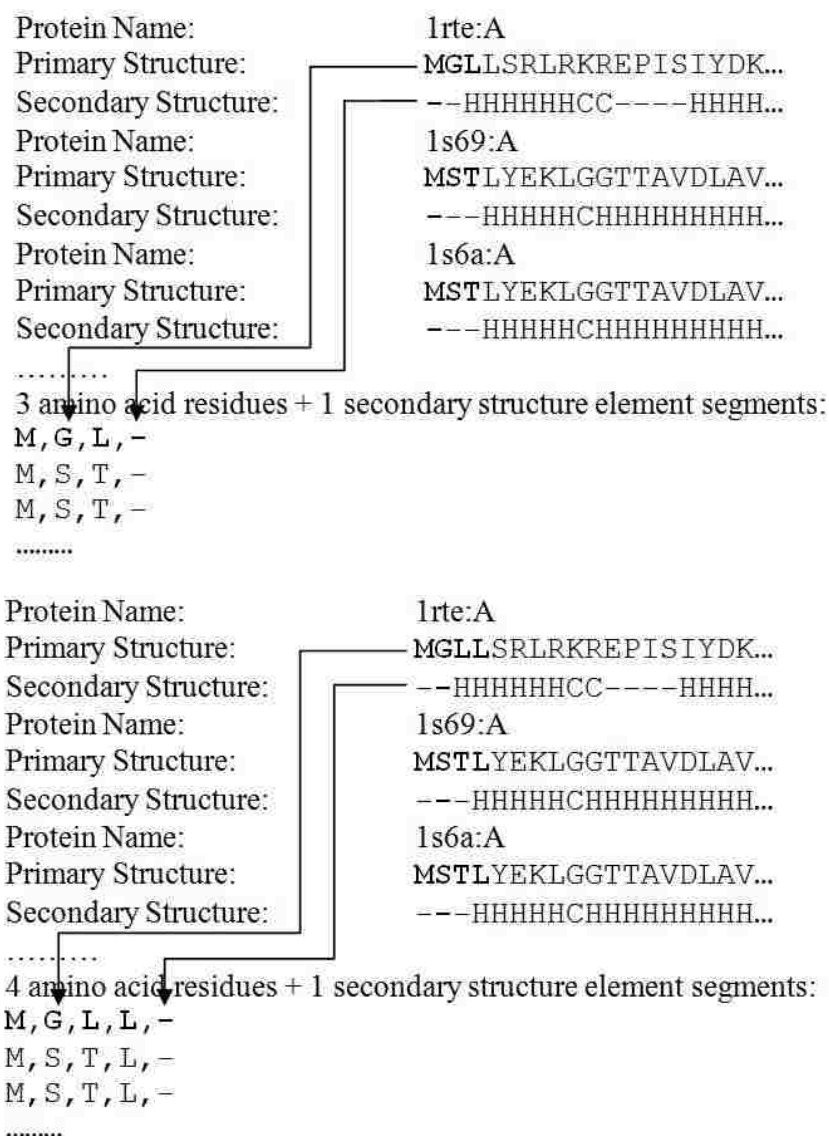 Protein Name: 1rte:A
Primary Structure: MGLLSRLRKREPISIYDK...
Secondary Structure: --HHHHHHCC----HHHH...
Protein Name: 1s69:A
Primary Structure: MSTLYEKLGGTTAVDLAV...
Secondary Structure: ---HHHHHCHHHHHHHHH...
Protein Name: 1s6a:A
Primary Structure: MSTLYEKLGGTTAVDLAV...
Secondary Structure: ---HHHHHCHHHHHHHHH...
.........
3 amino acid residues + 1 secondary structure element segments:
M,G,L,-
M,S,T,-
M,S,T,-
.........
Protein Name: 1rte:A
Primary Structure: MGLLSRLRKREPISIYDK...
Secondary Structure: --HHHHHHCC----HHHH...
Protein Name: 1s69:A
Primary Structure: MSTLYEKLGGTTAVDLAV...
Secondary Structure: ---HHHHHCHHHHHHHHH...
Protein Name: 1s6a:A
Primary Structure: MSTLYEKLGGTTAVDLAV...
Secondary Structure: ---HHHHHCHHHHHHHHH...
.........
4 amino acid residues + 1 secondary structure element segments:
M,G,L,L,-
M,S,T,L,-
M,S,T,L,-
.........